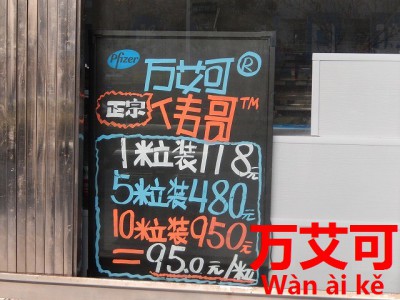 Pfizer 万艾可 ®
正宗 哥™
1粒装118元
5粒装480元
10粒装950元
=95.0元/粒
万艾可
Wàn ài kě